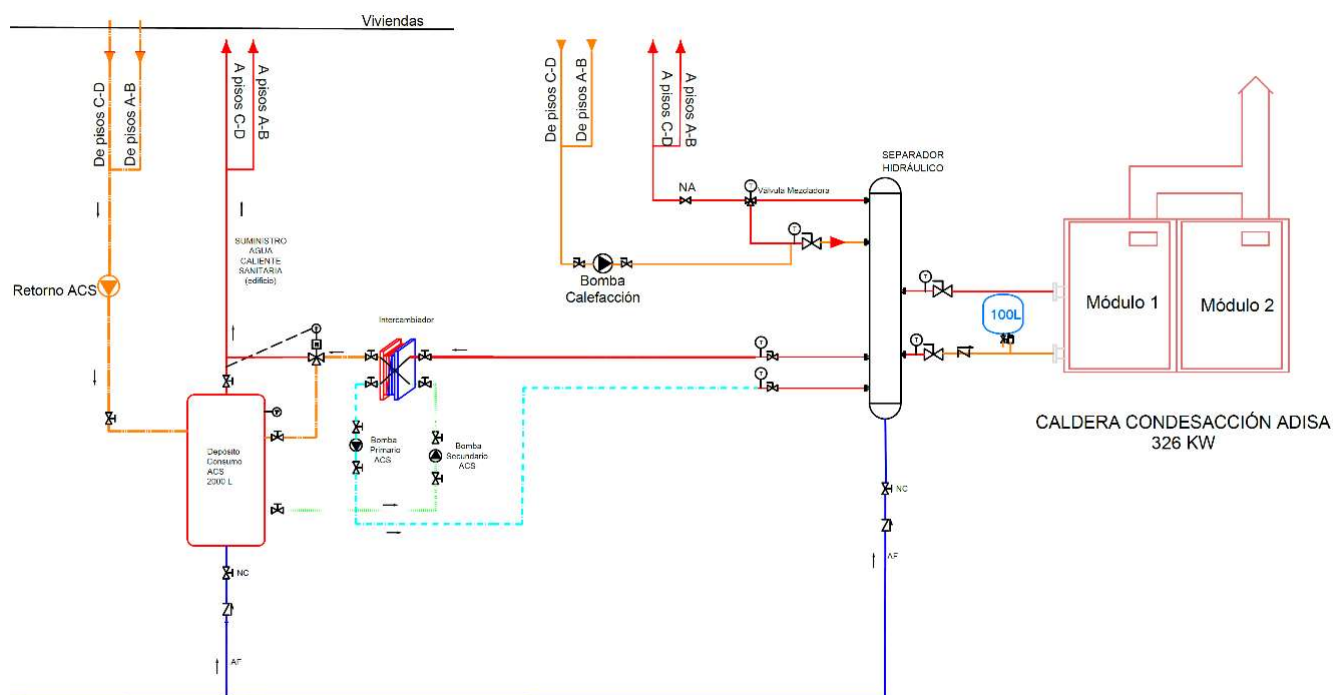 Viviendas
De pisos C-D
De pisos A-B
A pisos C-D
A pisos A-B
De pisos C-D
De pisos A-B
A pisos C-D
A pisos A-B
SEPARADOR
HIDRÁULICO
NA
T
Válvula Mezcladora
T
SUMINISTRO
AGUA
CALIENTE
SANITARIA
(edificio)
Retorno ACS
Bomba
Calefacción
T
Módulo 1
Módulo 2
100L
Intercambiador
T
T
T
CALDERA CONDESACCIÓN ADISA
326 KW
Depósito
Consumo
ACS
2000 L
Bomba
Primario
ACS
Bomba
Secundario
ACS
NC
NC
AF
AF